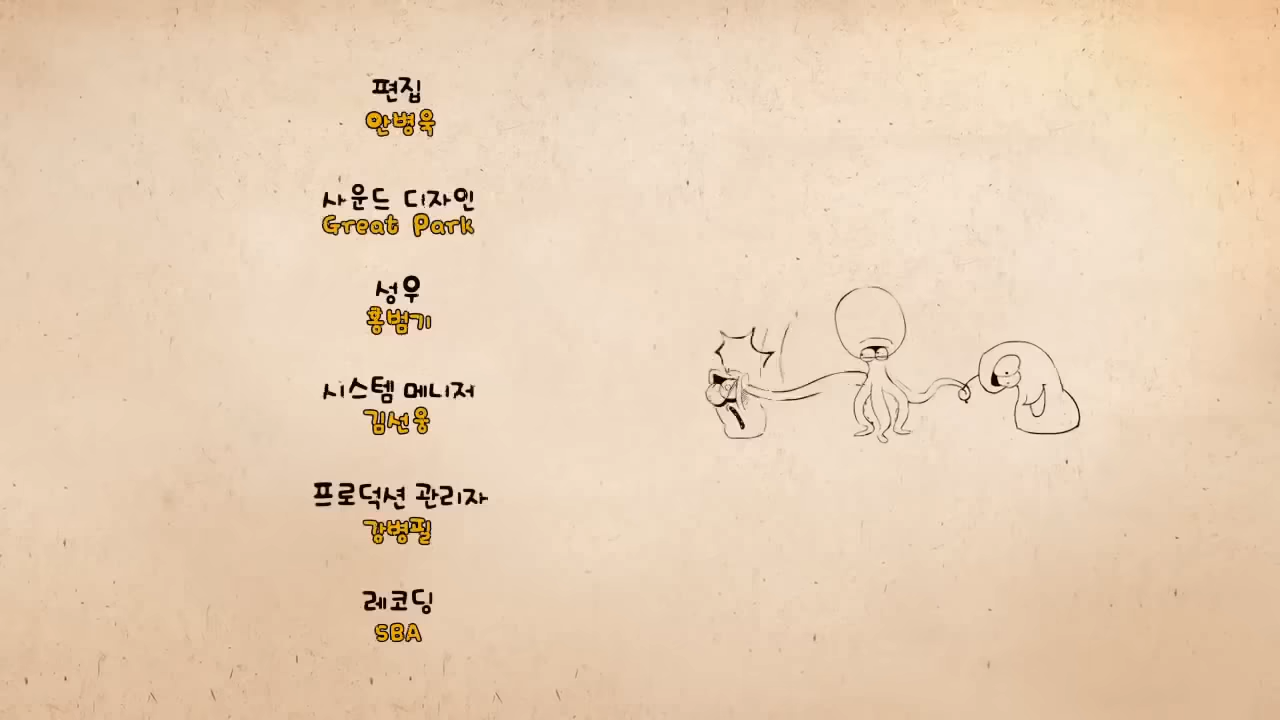 편집
안병욱
사운드 디자인
Great Park
성우
홍범기
시스템 메니저
김선웅
프로덕션 관리자
강병필
레코딩
SBA